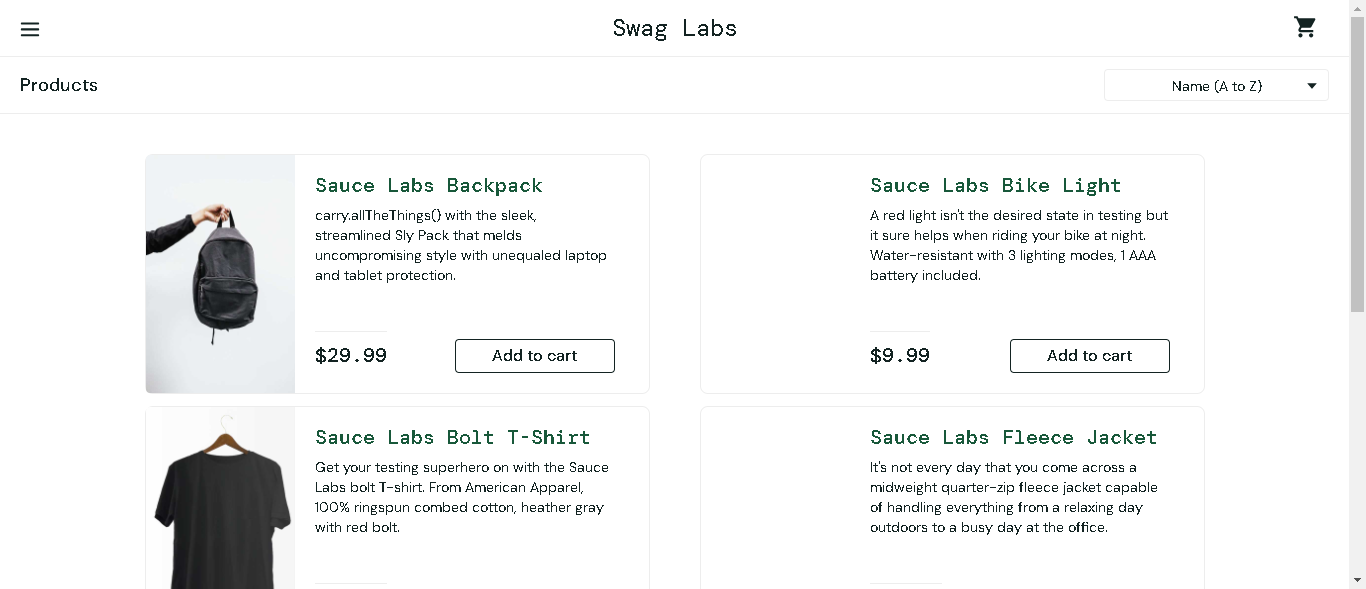 Swag Labs
Products
Name (A to Z)
Sauce Labs Backpack
carry.allTheThings() with the sleek,
streamlined Sly Pack that melds
uncompromising style with unequaled laptop
and tablet protection.
$29.99
Add to cart
Sauce Labs Bike Light
A red light isn't the desired state in testing but
it sure helps when riding your bike at night.
Water-resistant with 3 lighting modes, 1 AAA
battery included.
$9.99
Add to cart
Sauce Labs Bolt T-Shirt
Get your testing superhero on with the Sauce
Labs bolt T-shirt. From American Apparel,
100% ringspun combed cotton, heather gray
with red bolt.
Sauce Labs Fleece Jacket
It's not every day that you come across a
midweight quarter-zip fleece jacket capable
of handling everything from a relaxing day
outdoors to a busy day at the office.